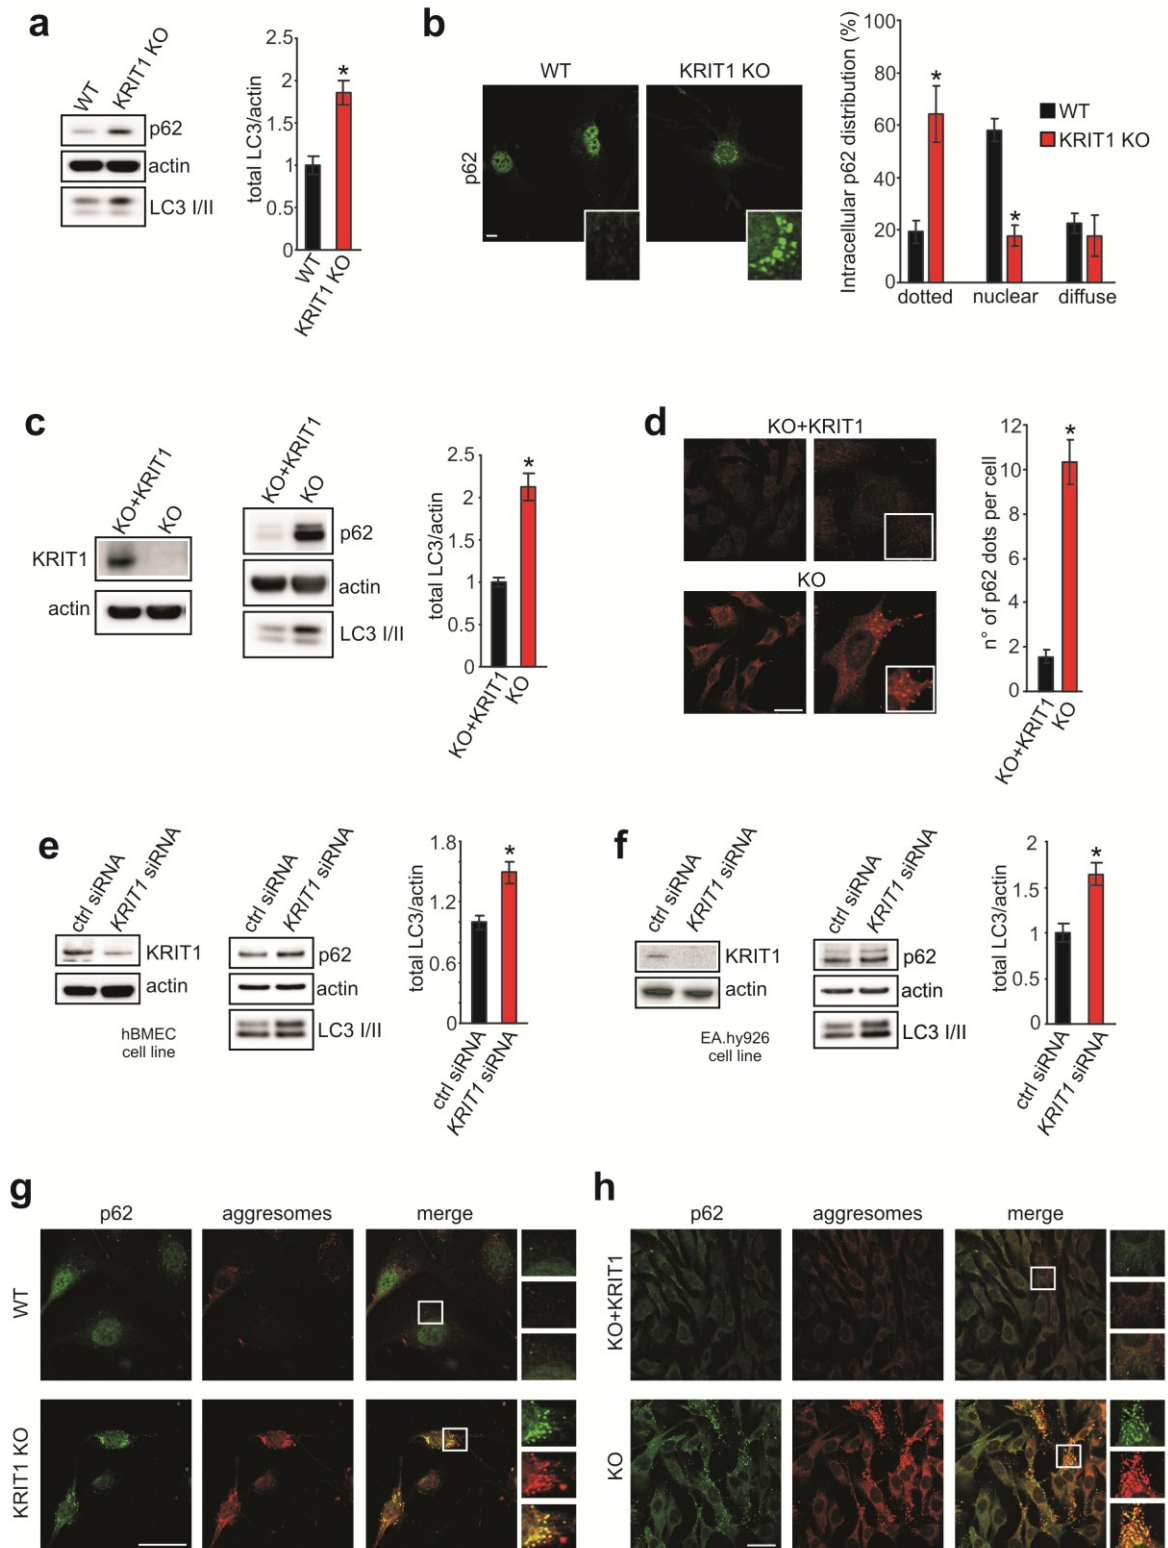 a
WT
KRIT1 KO
p62
actin
LC3 I/II
total LC3/actin
2.5
2
1.5
1
0.5
0
WT
KRIT1 KO
*
b
WT
KRIT1 KO
p62
Intracellular p62 distribution (%)
100
80
60
40
20
0
*
*
dotted
nuclear
diffuse
WT
KRIT1 KO
c
KO+KRIT1
KO
KRIT1
actin
KO+KRIT1
KO
p62
actin
LC3 I/II
total LC3/actin
2.5
2
1.5
1
0.5
0
*
KO+KRIT1
KO
d
KO+KRIT1
KO
n° of p62 dots per cell
12
10
8
6
4
2
0
*
KO+KRIT1
KO
e
ctrl siRNA
KRIT1 siRNA
KRIT1
actin
hBMEC
cell line
ctrl siRNA
KRIT1 siRNA
p62
actin
LC3 I/II
total LC3/actin
1.8
1.2
0.6
0
*
ctrl siRNA
KRIT1 siRNA
f
ctrl siRNA
KRIT1 siRNA
KRIT1
actin
EA.hy926
cell line
ctrl siRNA
KRIT1 siRNA
p62
actin
LC3 I/II
total LC3/actin
2
1.5
1
0.5
0
*
ctrl siRNA
KRIT1 siRNA
g
p62
aggresomes
merge
WT
KRIT1 KO
h
p62
aggresomes
merge
KO+KRIT1
KO